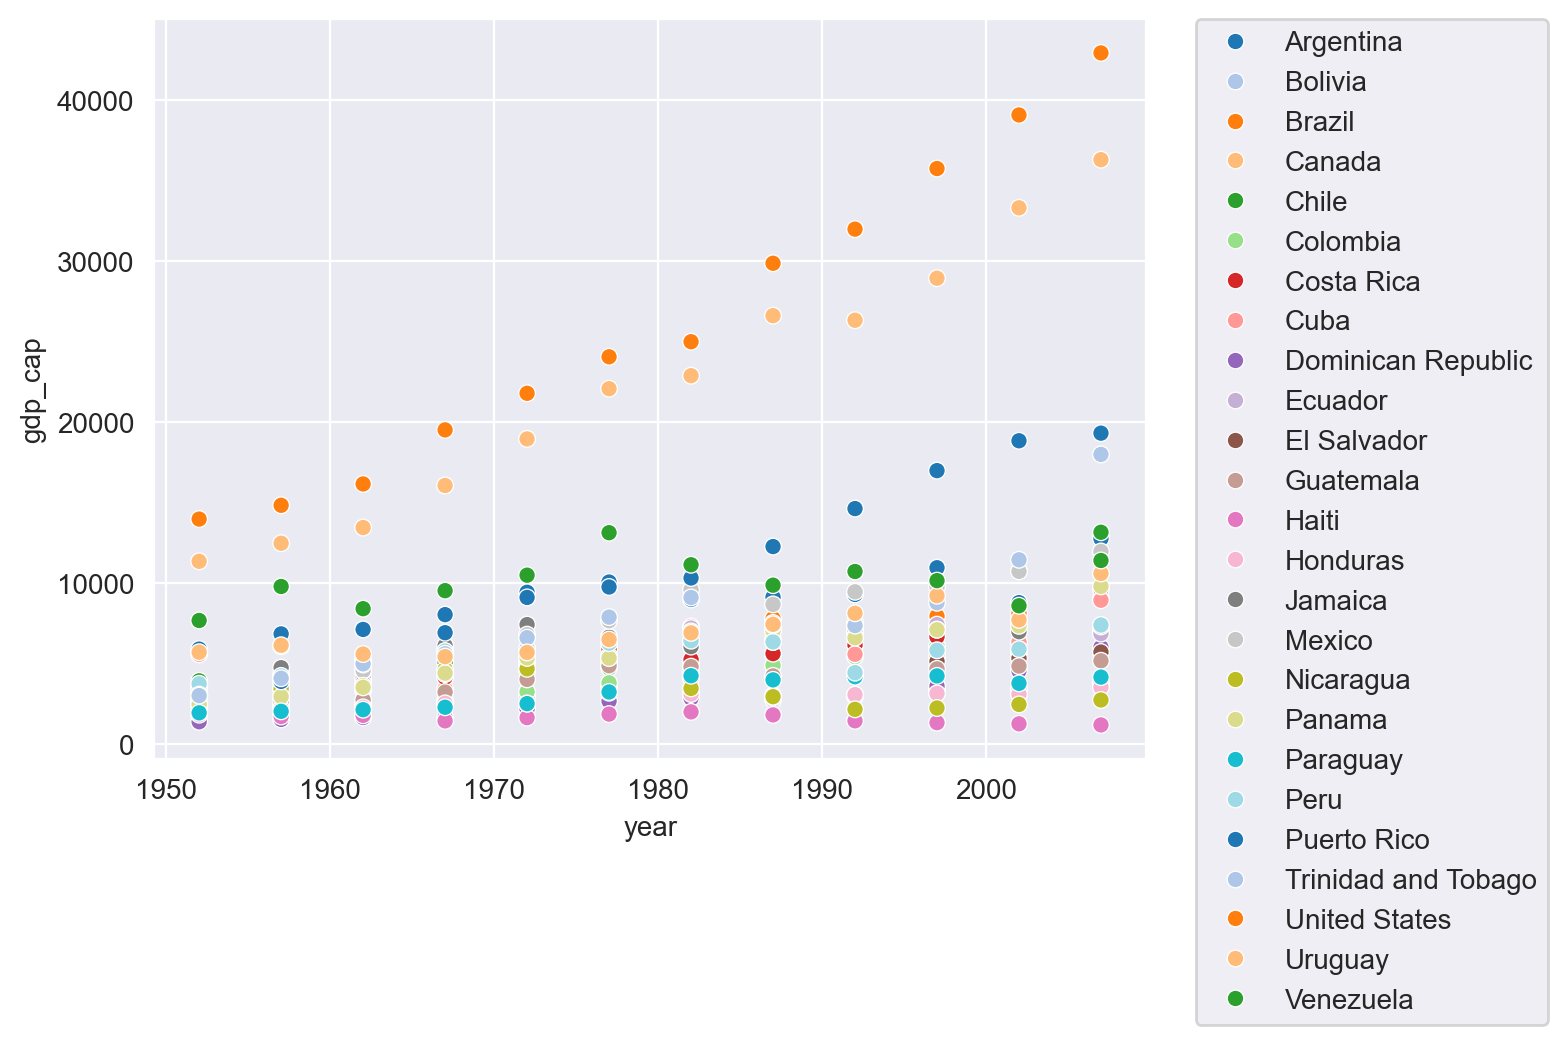 40000
30000
20000
10000
0
gdp_cap
1950 1960 1970 1980 1990 2000
year
Argentina
Bolivia
Brazil
Canada
Chile
Colombia
Costa Rica
Cuba
Dominican Republic
Ecuador
El Salvador
Guatemala
Haiti
Honduras
Jamaica
Mexico
Nicaragua
Panama
Paraguay
Peru
Puerto Rico
Trinidad and Tobago
United States
Uruguay
Venezuela